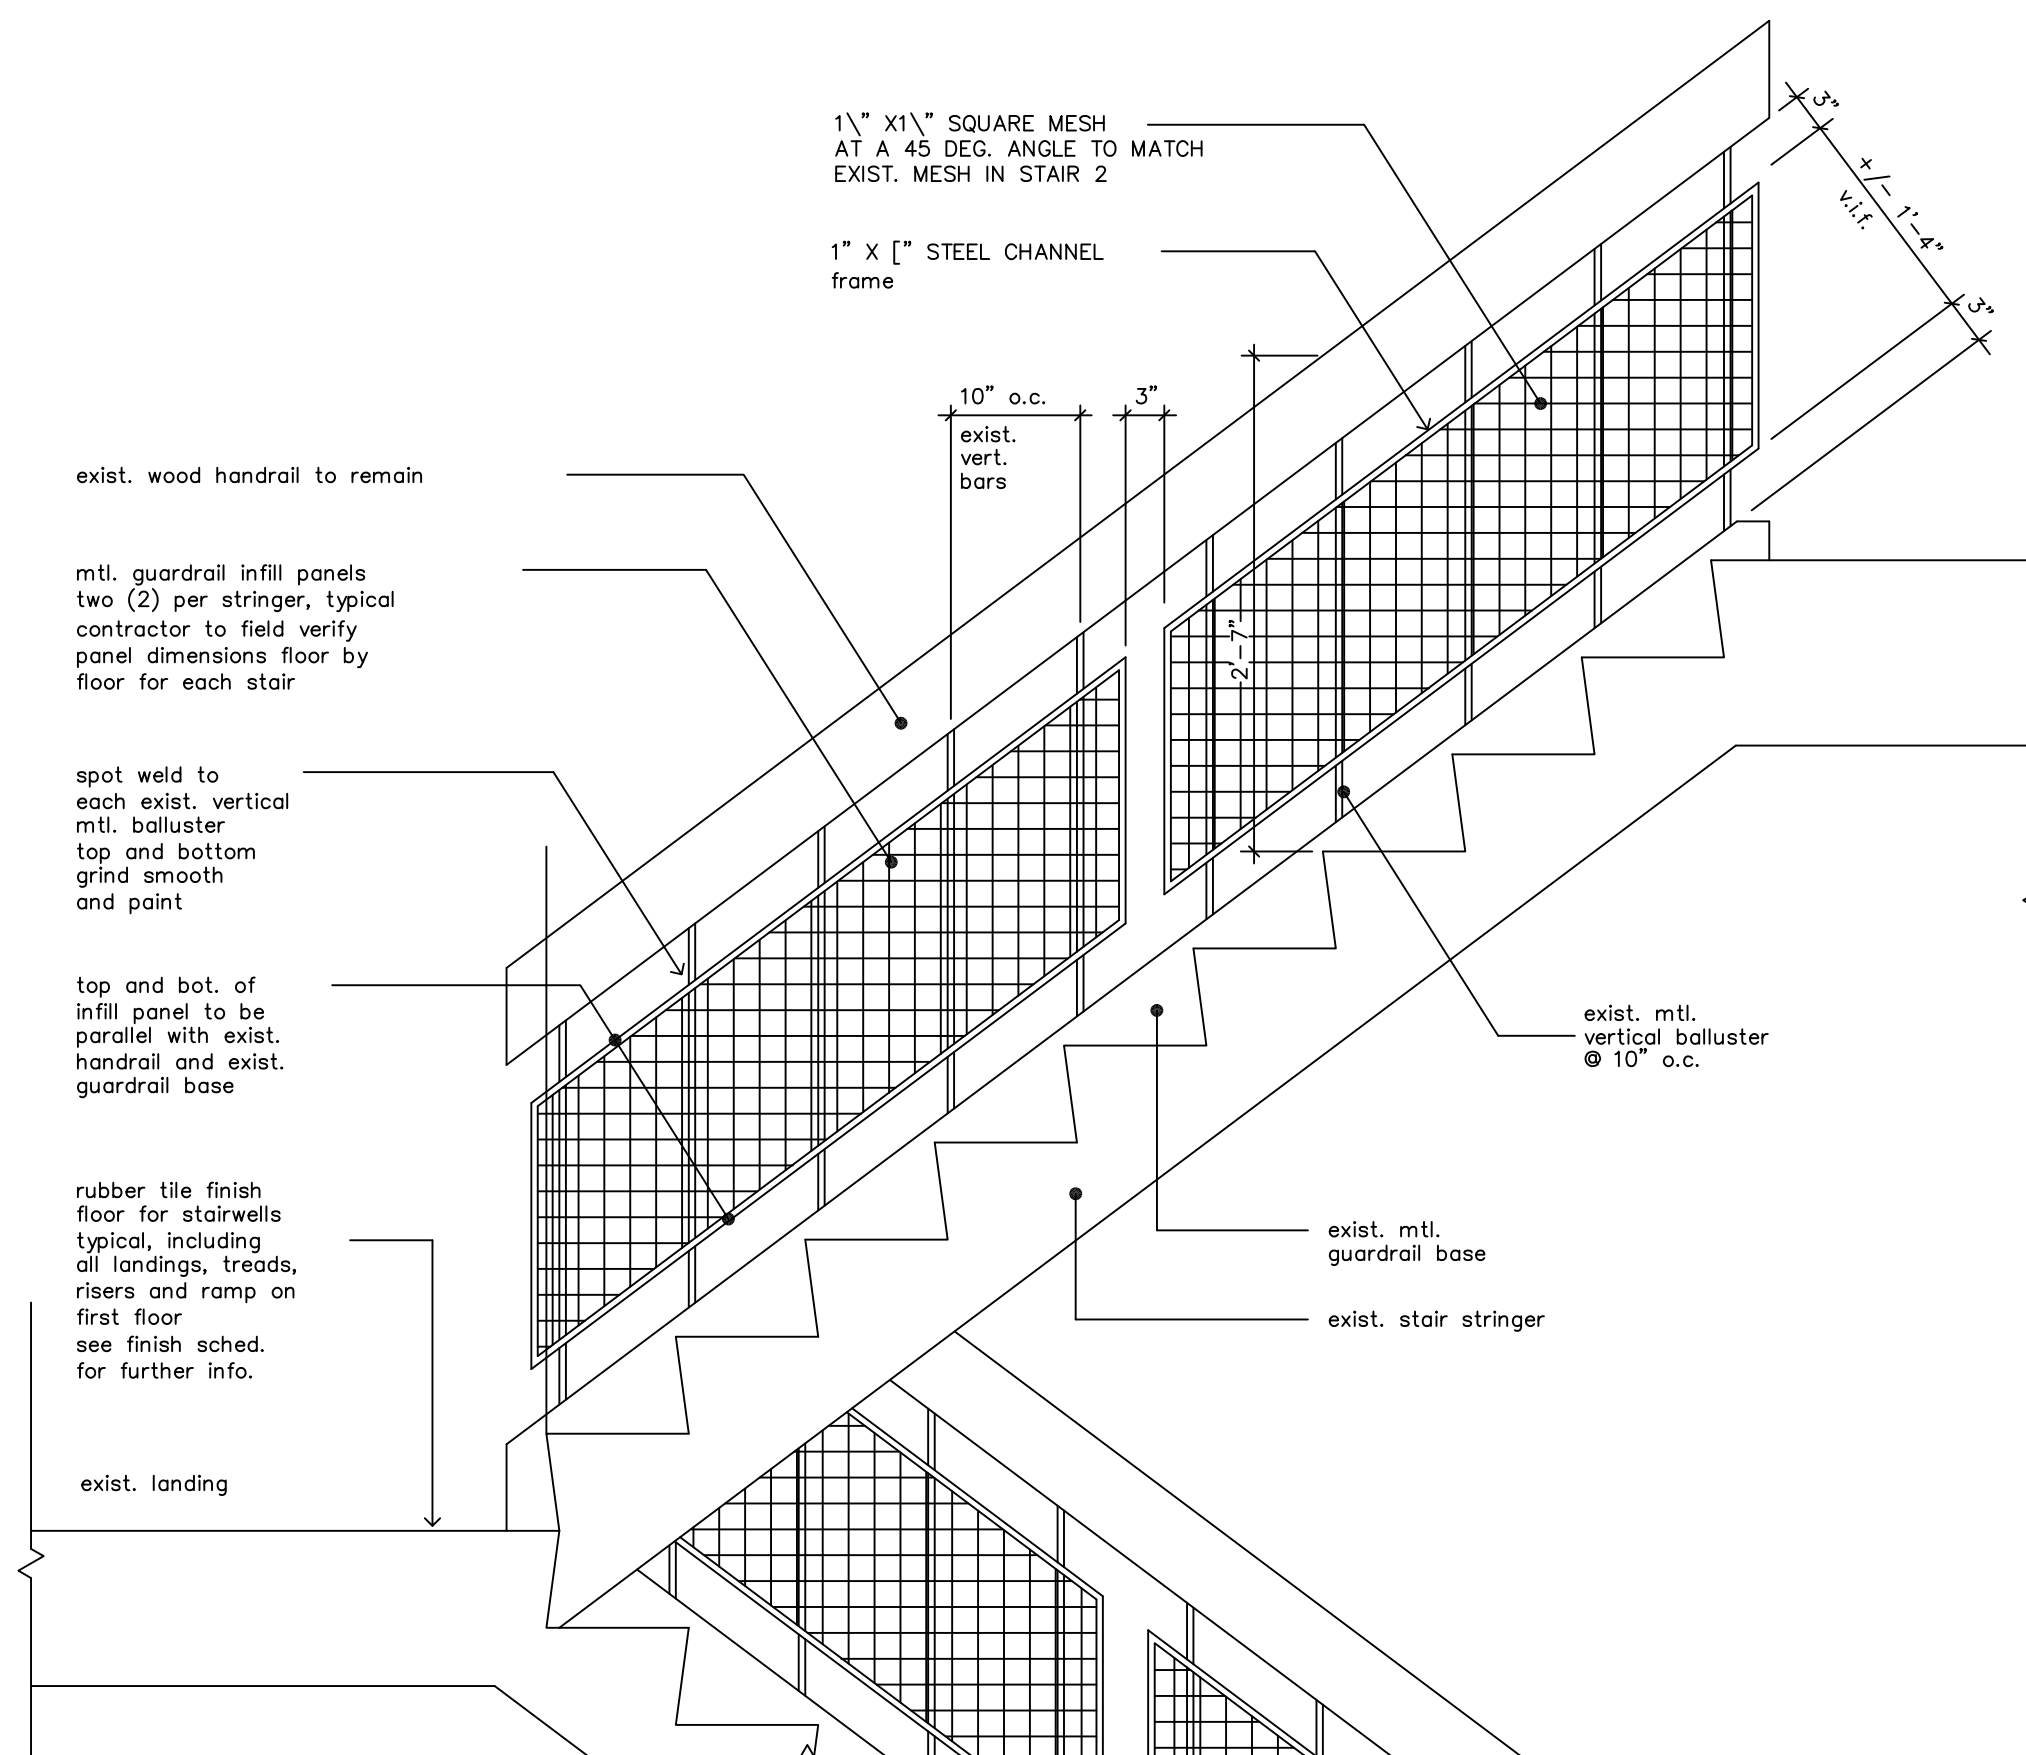 1\” X1\” SQUARE MESH
AT A 45 DEG. ANGLE TO MATCH
EXIST. MESH IN STAIR 2
1” X [” STEEL CHANNEL
frame
3”
+/- 1’-4”
v.i.f.
3”
10” o.c.
exist.
vert.
bars
3”
2’-7”
exist. wood handrail to remain
mtl. guardrail infill panels
two (2) per stringer, typical
contractor to field verify
panel dimensions floor by
floor for each stair
spot weld to
each exist. vertical
mtl. balluster
top and bottom
grind smooth
and paint
top and bot. of
infill panel to be
parallel with exist.
handrail and exist.
guardrail base
rubber tile finish
floor for stairwells
typical, including
all landings, treads,
risers and ramp on
first floor
see finish sched.
for further info.
exist. landing
exist. mtl.
vertical balluster
@ 10” o.c.
exist. mtl.
guardrail base
exist. stair stringer